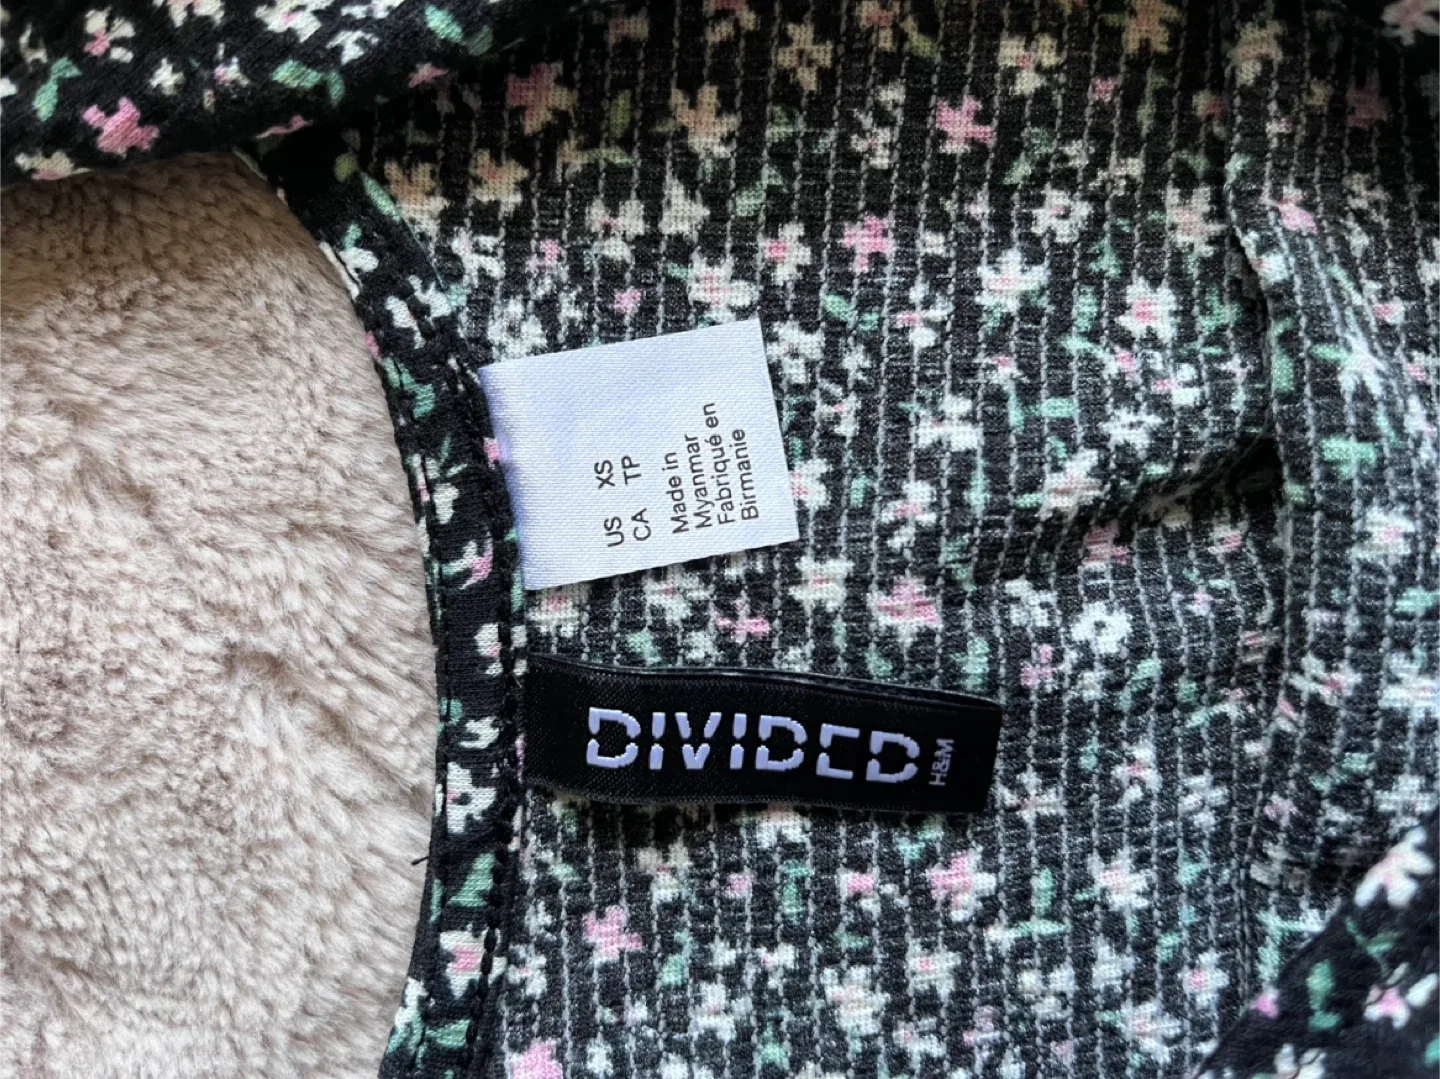 US XS
CA TP
Made in
Myanmar
Fabriqué en
Birmanie
DIVIDED
H&M